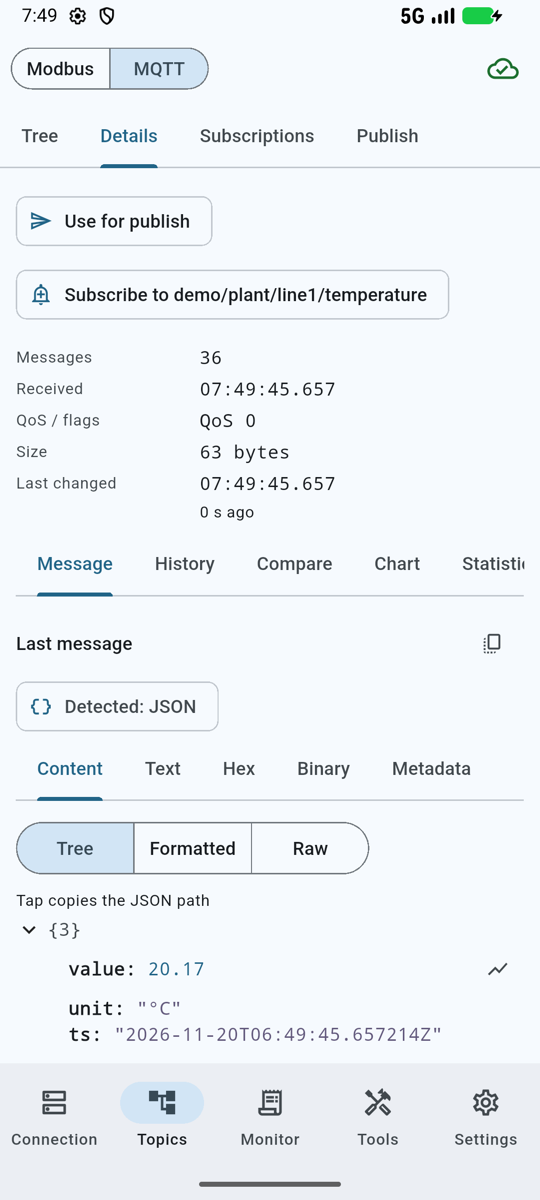 7:49 5G
Modbus MQTT
Tree Details Subscriptions Publish
Use for publish
Subscribe to demo/plant/line1/temperature
Messages 36
Received 07:49:45.657
QoS / flags QoS 0
Size 63 bytes
Last changed 07:49:45.657
0 s ago
Message History Compare Chart Statisti
Last message
{} Detected: JSON
Content Text Hex Binary Metadata
Tree Formatted Raw
Tap copies the JSON path
{3}
value: 20.17
unit: "°C"
ts: "2026-11-20T06:49:45.657214Z"
Connection Topics Monitor Tools Settings